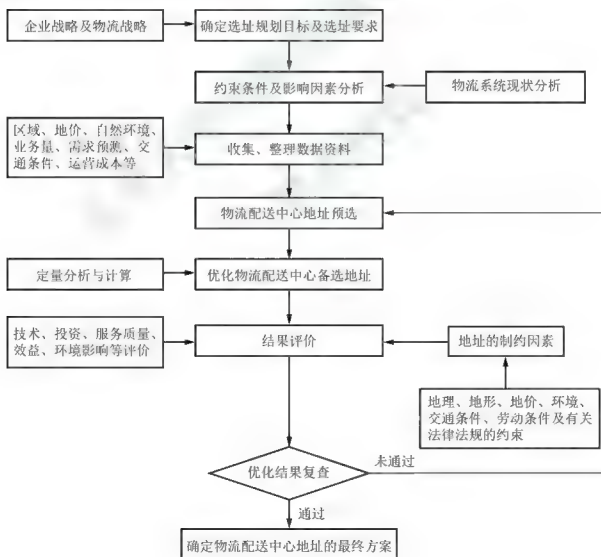 企业战略及物流战略
确定选址规划目标及选址要求
约束条件及影响因素分析
物流系统现状分析
区域、地价、自然环境、
业务量、需求预测、交
通条件、运营成本等
收集、整理数据资料
物流配送中心地址预选
定量分析与计算
优化物流配送中心备选地址
技术、投资、服务质量、
效益、环境影响等评价
结果评价
地址的制约因素
地理、地形、地价、环境、
交通条件、劳动条件及有关
法律法规的约束
优化结果复查
未通过
通过
确定物流配送中心地址的最终方案